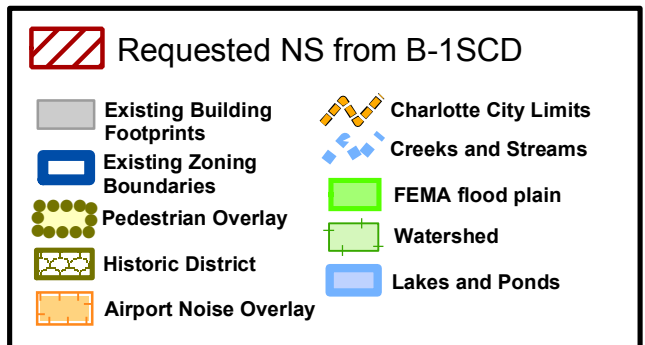 Requested NS from B-1SCD
Existing Building
Footprints
Existing Zoning
Boundaries
Pedestrian Overlay
Historic District
Airport Noise Overlay
Charlotte City Limits
Creeks and Streams
FEMA flood plain
Watershed
Lakes and Ponds